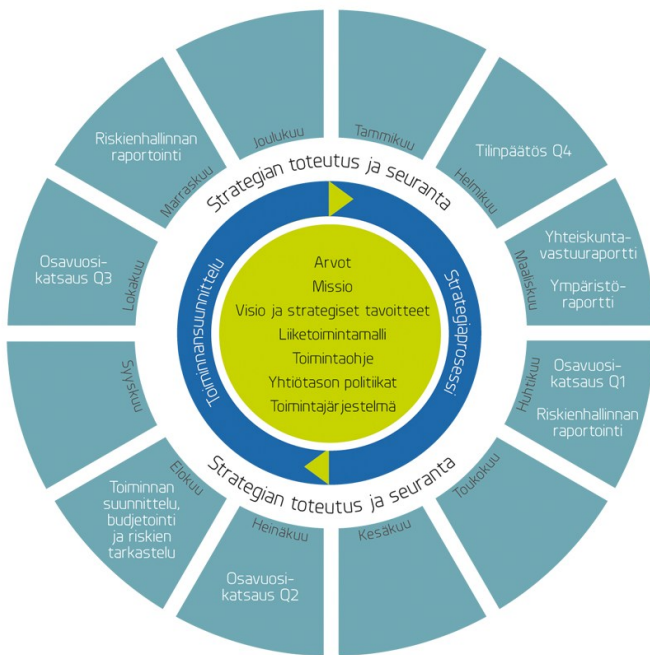 Joulukuu
Tammikuu
Riskienhallinnan
raportointi
Marraskuu
Strategian toteutus ja seuranta
Tilinpäätös Q4
Helmikuu
Yhteiskunta-
vastuuraportti
Ympäristö-
raportti
Maaliskuu
Osavuosi-
katsaus Q3
Lokakuu
Toiminnansuunnittelu
Strategiaprosessi
Arvot
Missio
Visio ja strategiset tavoitteet
Liiketoimintamalli
Toimintaohje
Yhtiötason politiikat
Toimintajärjestelmä
Osavuosi-
katsaus Q1
Riskienhallinnan
raportointi
Huhtikuu
Syyskuu
Toukokuu
Strategian toteutus ja seuranta
Elokuu
Toiminnan
suunnittelu,
budjetointi
ja riskien
tarkastelu
Heinäkuu
Kesäkuu
Osavuosi-
katsaus Q2